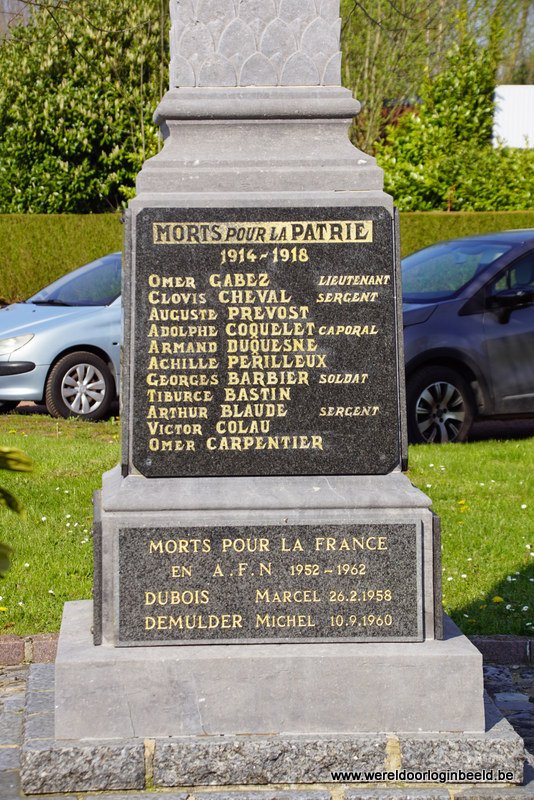 MORTS POUR LA PATRIE
1914-1918
OMER GABEZ LIEUTENANT
CLOVIS CHEVAL SERGENT
AUGUSTE PREVOST
ADOLPHE COQUELET CAPORAL
ARMAND DUQUESNE
ACHILLE PERILLEUX
GEORGES BARBIER SOLDAT
TIBURCE BASTIN
ARTHUR BLAUDE SERGENT
VICTOR COLAU
OMER CARPENTIER
MORTS POUR LA FRANCE
EN A.F.N 1952-1962
DUBOIS MARCEL 26.2.1958
DEMULDER MICHEL 10.9.1960
www.wereldoorloginbeeld.be